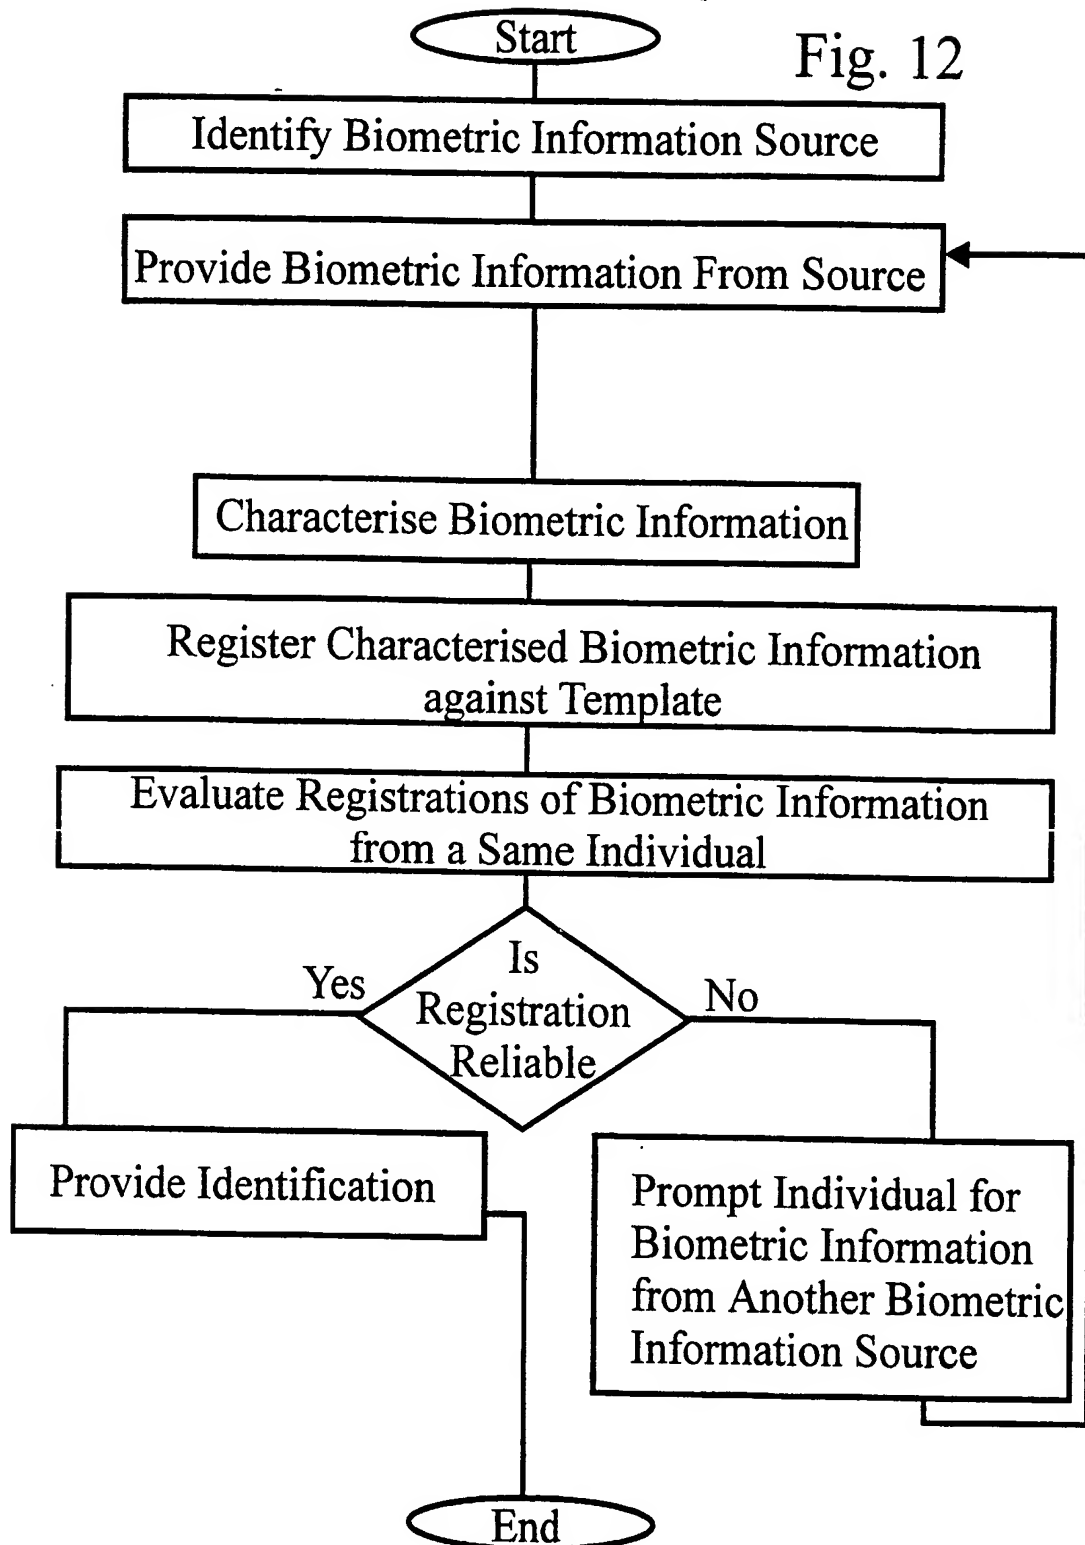 Start
Fig. 12
Identify Biometric Information Source
Provide Biometric Information From Source
Characterise Biometric Information
Register Characterised Biometric Information
against Template
Evaluate Registrations of Biometric Information
from a Same Individual
Is
Registration
Reliable
Yes
No
Provide Identification
Prompt Individual for
Biometric Information
from Another Biometric
Information Source
End